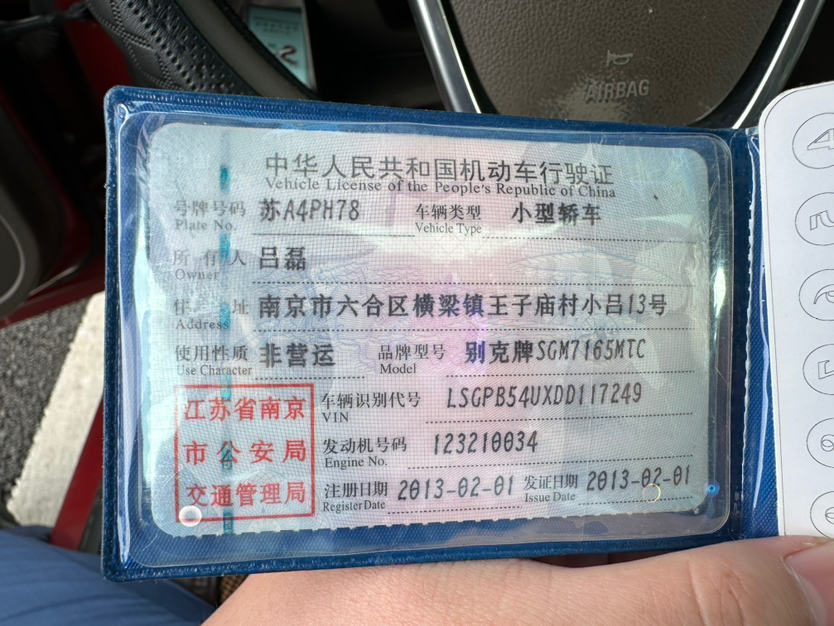 AIRBAG
中华人民共和国机动车行驶证
Vehicle License of the People's Republic of China
号牌号码 苏A4PH78 车辆类型 小型轿车
Plate No. Vehicle Type
所有人 吕磊
Owner
住址 南京市六合区横梁镇王子庙村小吕13号
Address
使用性质 非营运 品牌型号 别克牌SGM7165MTC
Use Character Model
江苏省南京
市公安局
交通管理局
车辆识别代号 LSGPB54UXDD117249
VIN
发动机号码 123210034
Engine No.
注册日期 2013-02-01 发证日期 2013-02-01
Register Date Issue Date